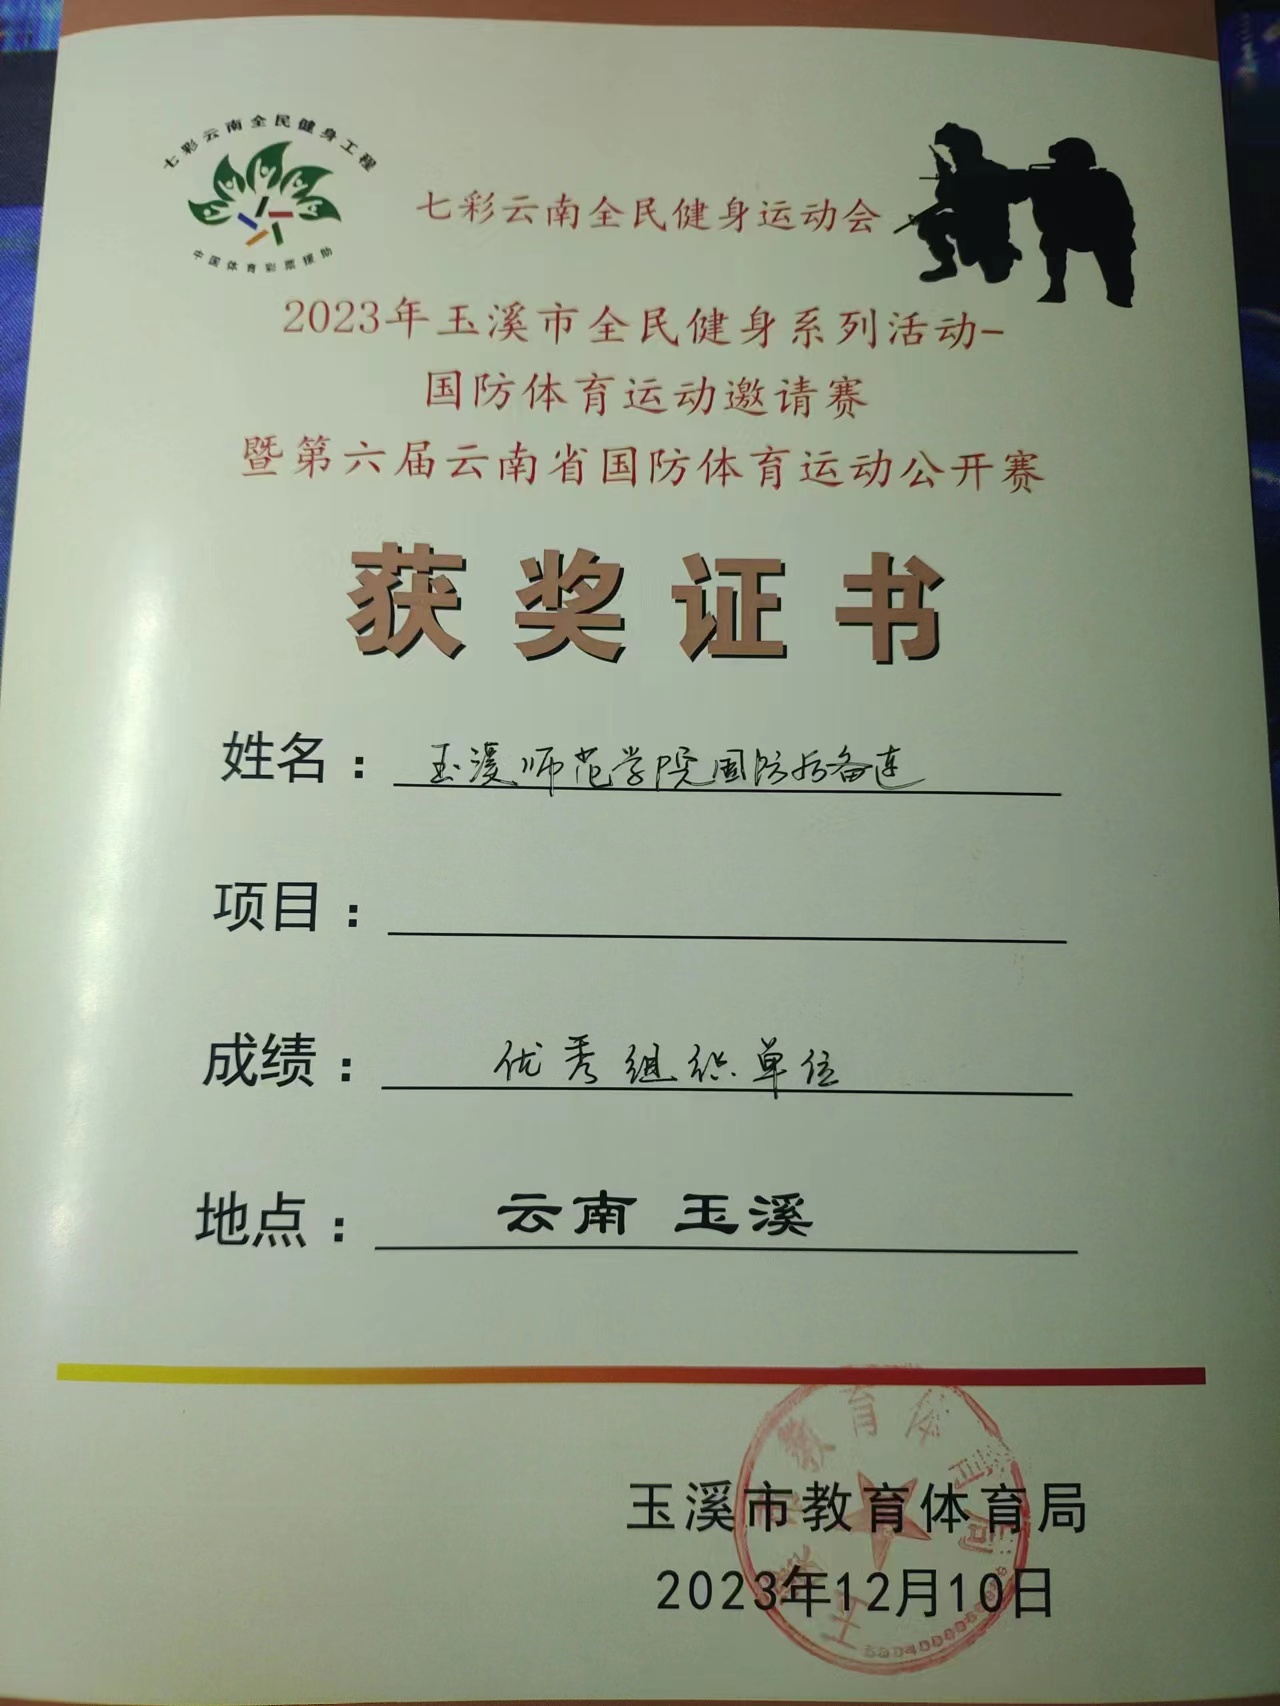 七彩云南全民健身工程
中国体育彩票援助
七彩云南全民健身运动会
2023年玉溪市全民健身系列活动-
国防体育运动邀请赛
暨第六届云南省国防体育运动公开赛
获奖证书
姓名：玉溪师范学院国防后备连
项目：
成绩：优秀组织单位
地点：云南 玉溪
玉溪市教育体育局
2023年12月10日